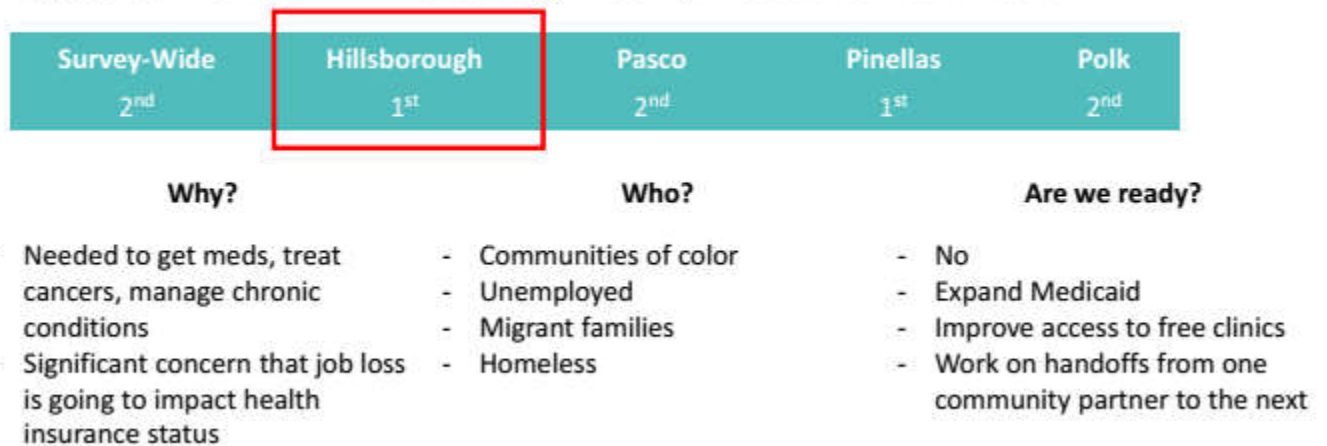 Survey-Wide Hillsborough Pasco Pinellas Polk
2nd 1st 2nd 1st 2nd
Why?
Needed to get meds, treat
cancers, manage chronic
conditions
Significant concern that job loss
is going to impact health
insurance status
Who?
- Communities of color
- Unemployed
- Migrant families
- Homeless
Are we ready?
- No
- Expand Medicaid
- Improve access to free clinics
- Work on handoffs from one
community partner to the next